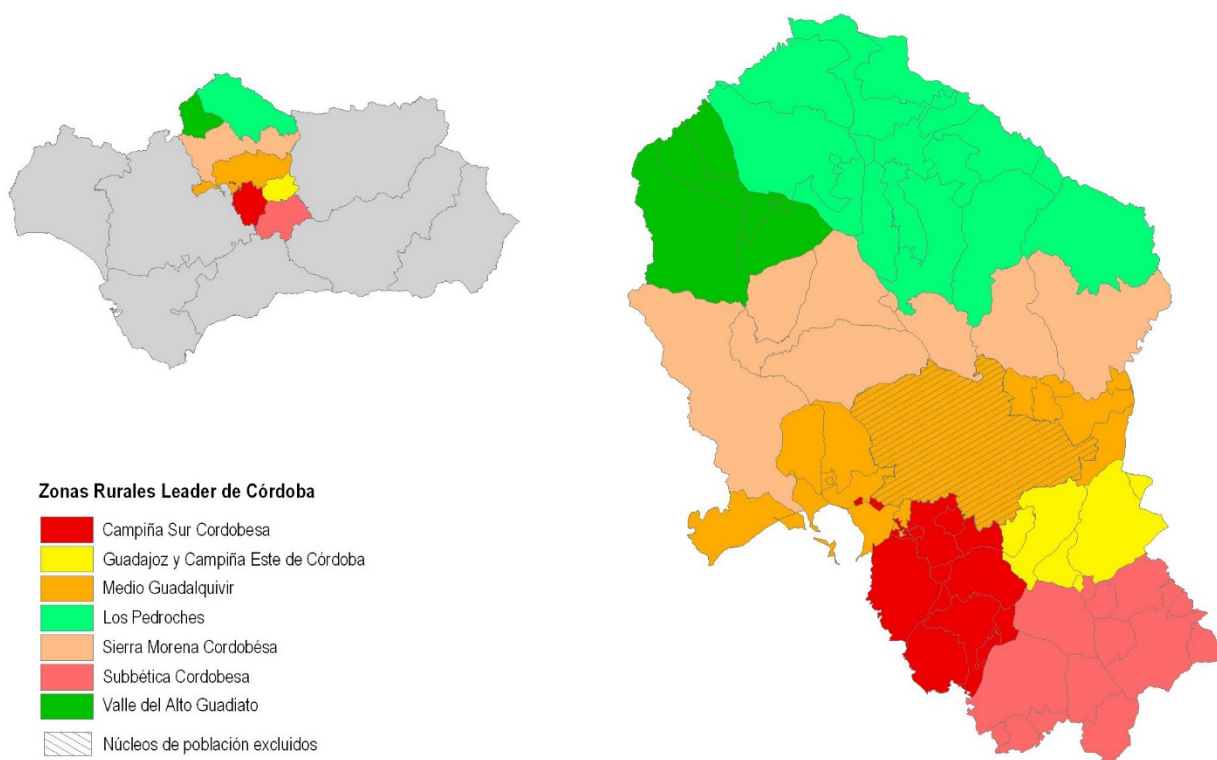 Zonas Rurales Leader de Córdoba
Campiña Sur Cordobesa
Guadajoz y Campiña Este de Córdoba
Medio Guadalquivir
Los Pedroches
Sierra Morena Cordobésa
Subbética Cordobesa
Valle del Alto Guadiato
Núcleos de población excluidos